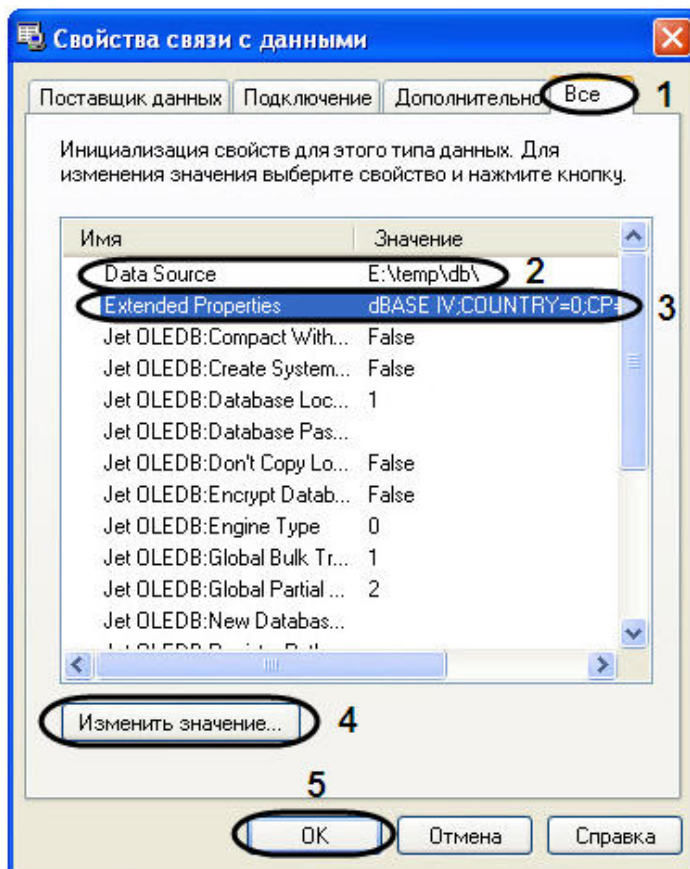 Свойства связи с данными
Поставщик данных Подключение Дополнительно Все 1
Инициализация свойств для этого типа данных. Для
изменения значения выберите свойство и нажмите кнопку.
Имя Значение
Data Source E:\temp\db\ 2
Extended Properties dBASE IV;COUNTRY=0;CP= 3
Jet OLEDB:Compact With... False
Jet OLEDB:Create System... False
Jet OLEDB:Database Loc... 1
Jet OLEDB:Database Pas...
Jet OLEDB:Don't Copy Lo... False
Jet OLEDB:Encrypt Datab... False
Jet OLEDB:Engine Type 0
Jet OLEDB:Global Bulk Tr... 1
Jet OLEDB:Global Partial ... 2
Jet OLEDB:New Databas...
Изменить значение... 4
5
ОК Отмена Справка